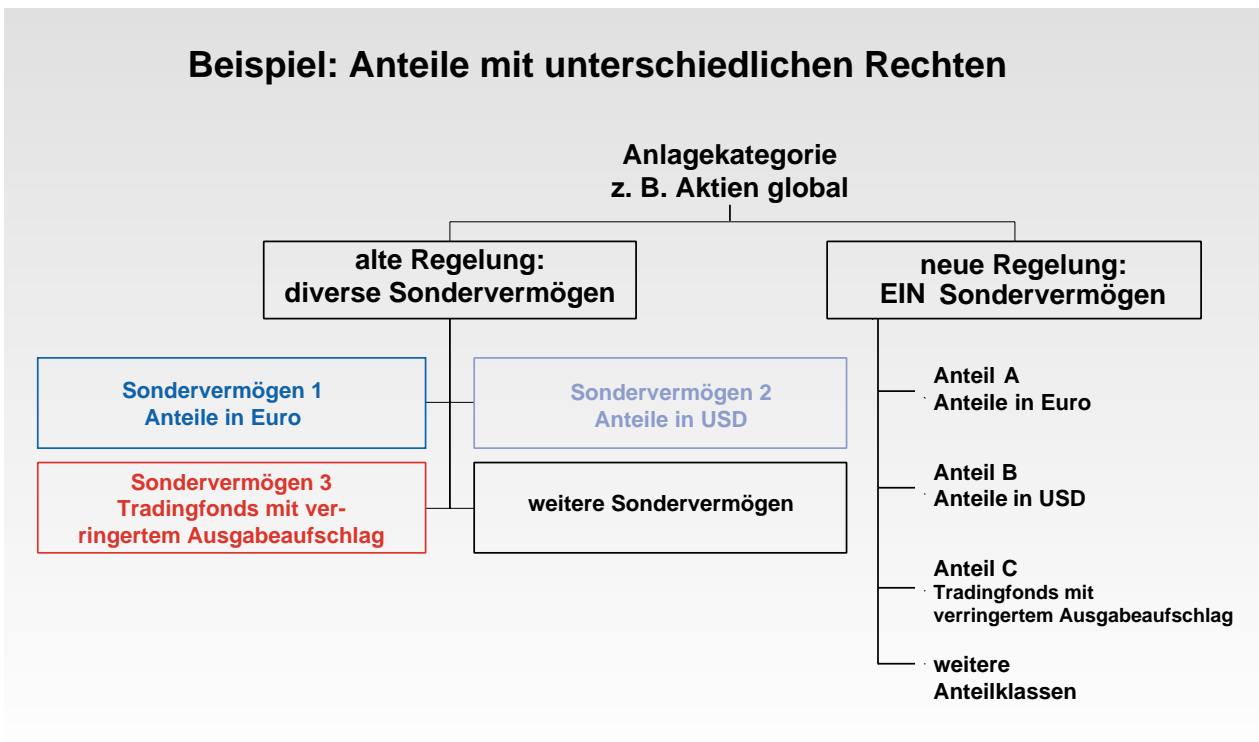 Beispiel: Anteile mit unterschiedlichen Rechten
Anlagekategorie
z. B. Aktien global
alte Regelung:
diverse Sondervermögen
neue Regelung:
EIN Sondervermögen
Sondervermögen 1
Anteile in Euro
Sondervermögen 2
Anteile in USD
Sondervermögen 3
Tradingfonds mit ver-
ringertem Ausgabeaufschlag
weitere Sondervermögen
Anteil A
Anteile in Euro
Anteil B
Anteile in USD
Anteil C
Tradingfonds mit
verringertem Ausgabeaufschlag
weitere
Anteilklassen